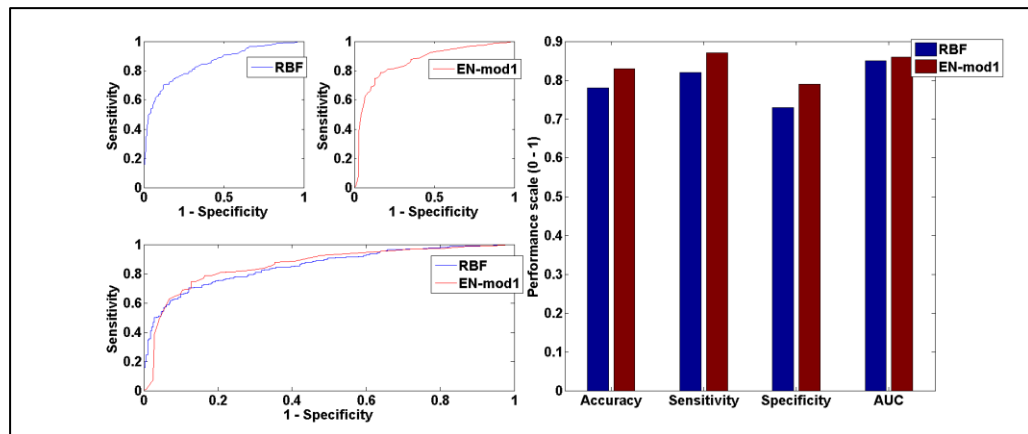 1
0.8
0.6
0.4
0.2
0
Sensitivity
RBF
0 0.5 1
1 - Specificity
1
0.8
0.6
0.4
0.2
0
Sensitivity
EN-mod1
0 0.5 1
1 - Specificity
1
0.8
0.6
0.4
0.2
0
Sensitivity
RBF
EN-mod1
0 0.2 0.4 0.6 0.8 1
1 - Specificity
0.9
0.8
0.7
0.6
0.5
0.4
0.3
0.2
0.1
0
Performance scale (0 - 1)
RBF
EN-mod1
Accuracy Sensitivity Specificity AUC